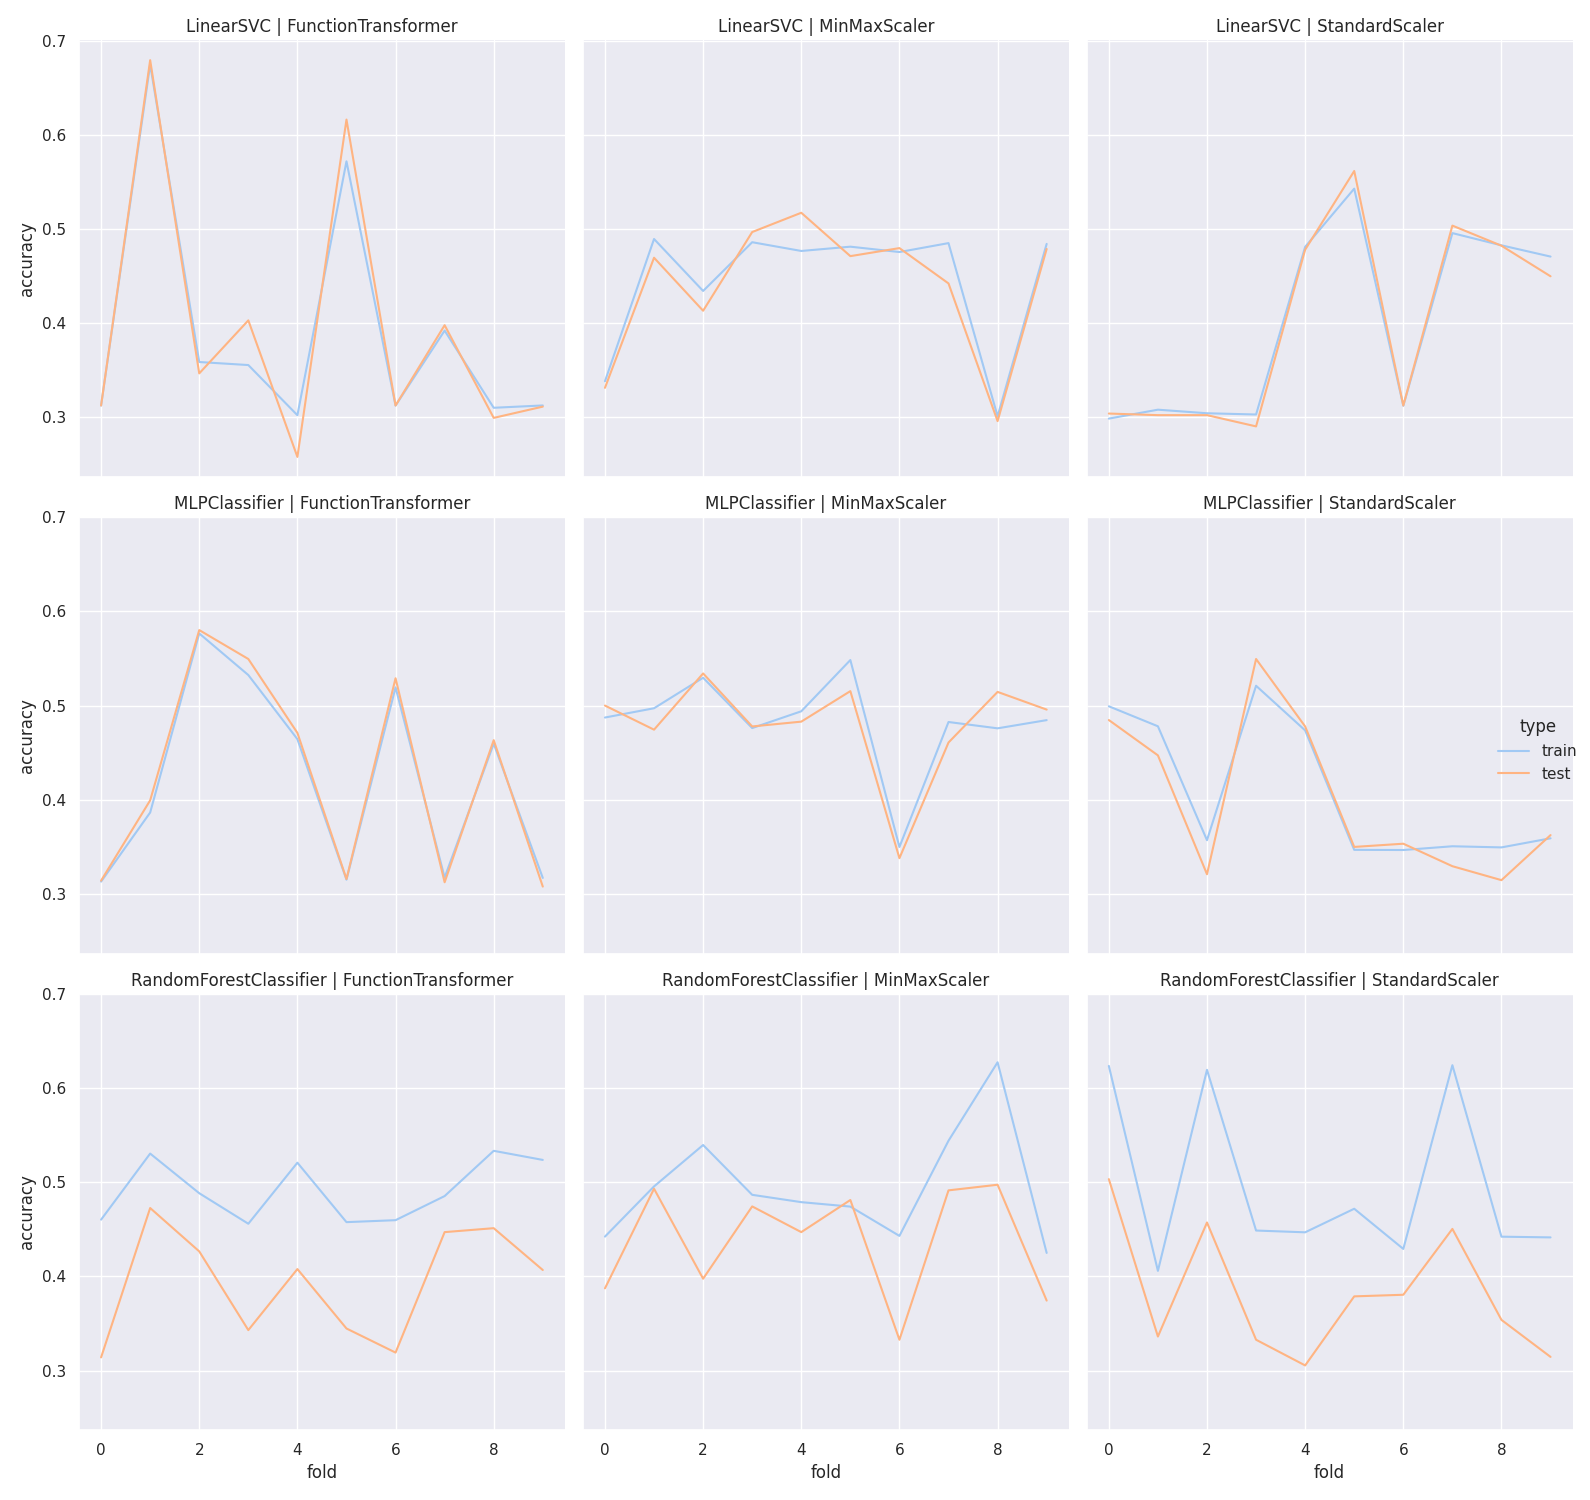 LinearSVC | FunctionTransformer
LinearSVC | MinMaxScaler
LinearSVC | StandardScaler
0.7
0.6
0.5
0.4
0.3
accuracy
MLPClassifier | FunctionTransformer
MLPClassifier | MinMaxScaler
MLPClassifier | StandardScaler
0.7
0.6
0.5
0.4
0.3
accuracy
type
train
test
RandomForestClassifier | FunctionTransformer
RandomForestClassifier | MinMaxScaler
RandomForestClassifier | StandardScaler
0.7
0.6
0.5
0.4
0.3
accuracy
0 2 4 6 8
fold
0 2 4 6 8
fold
0 2 4 6 8
fold